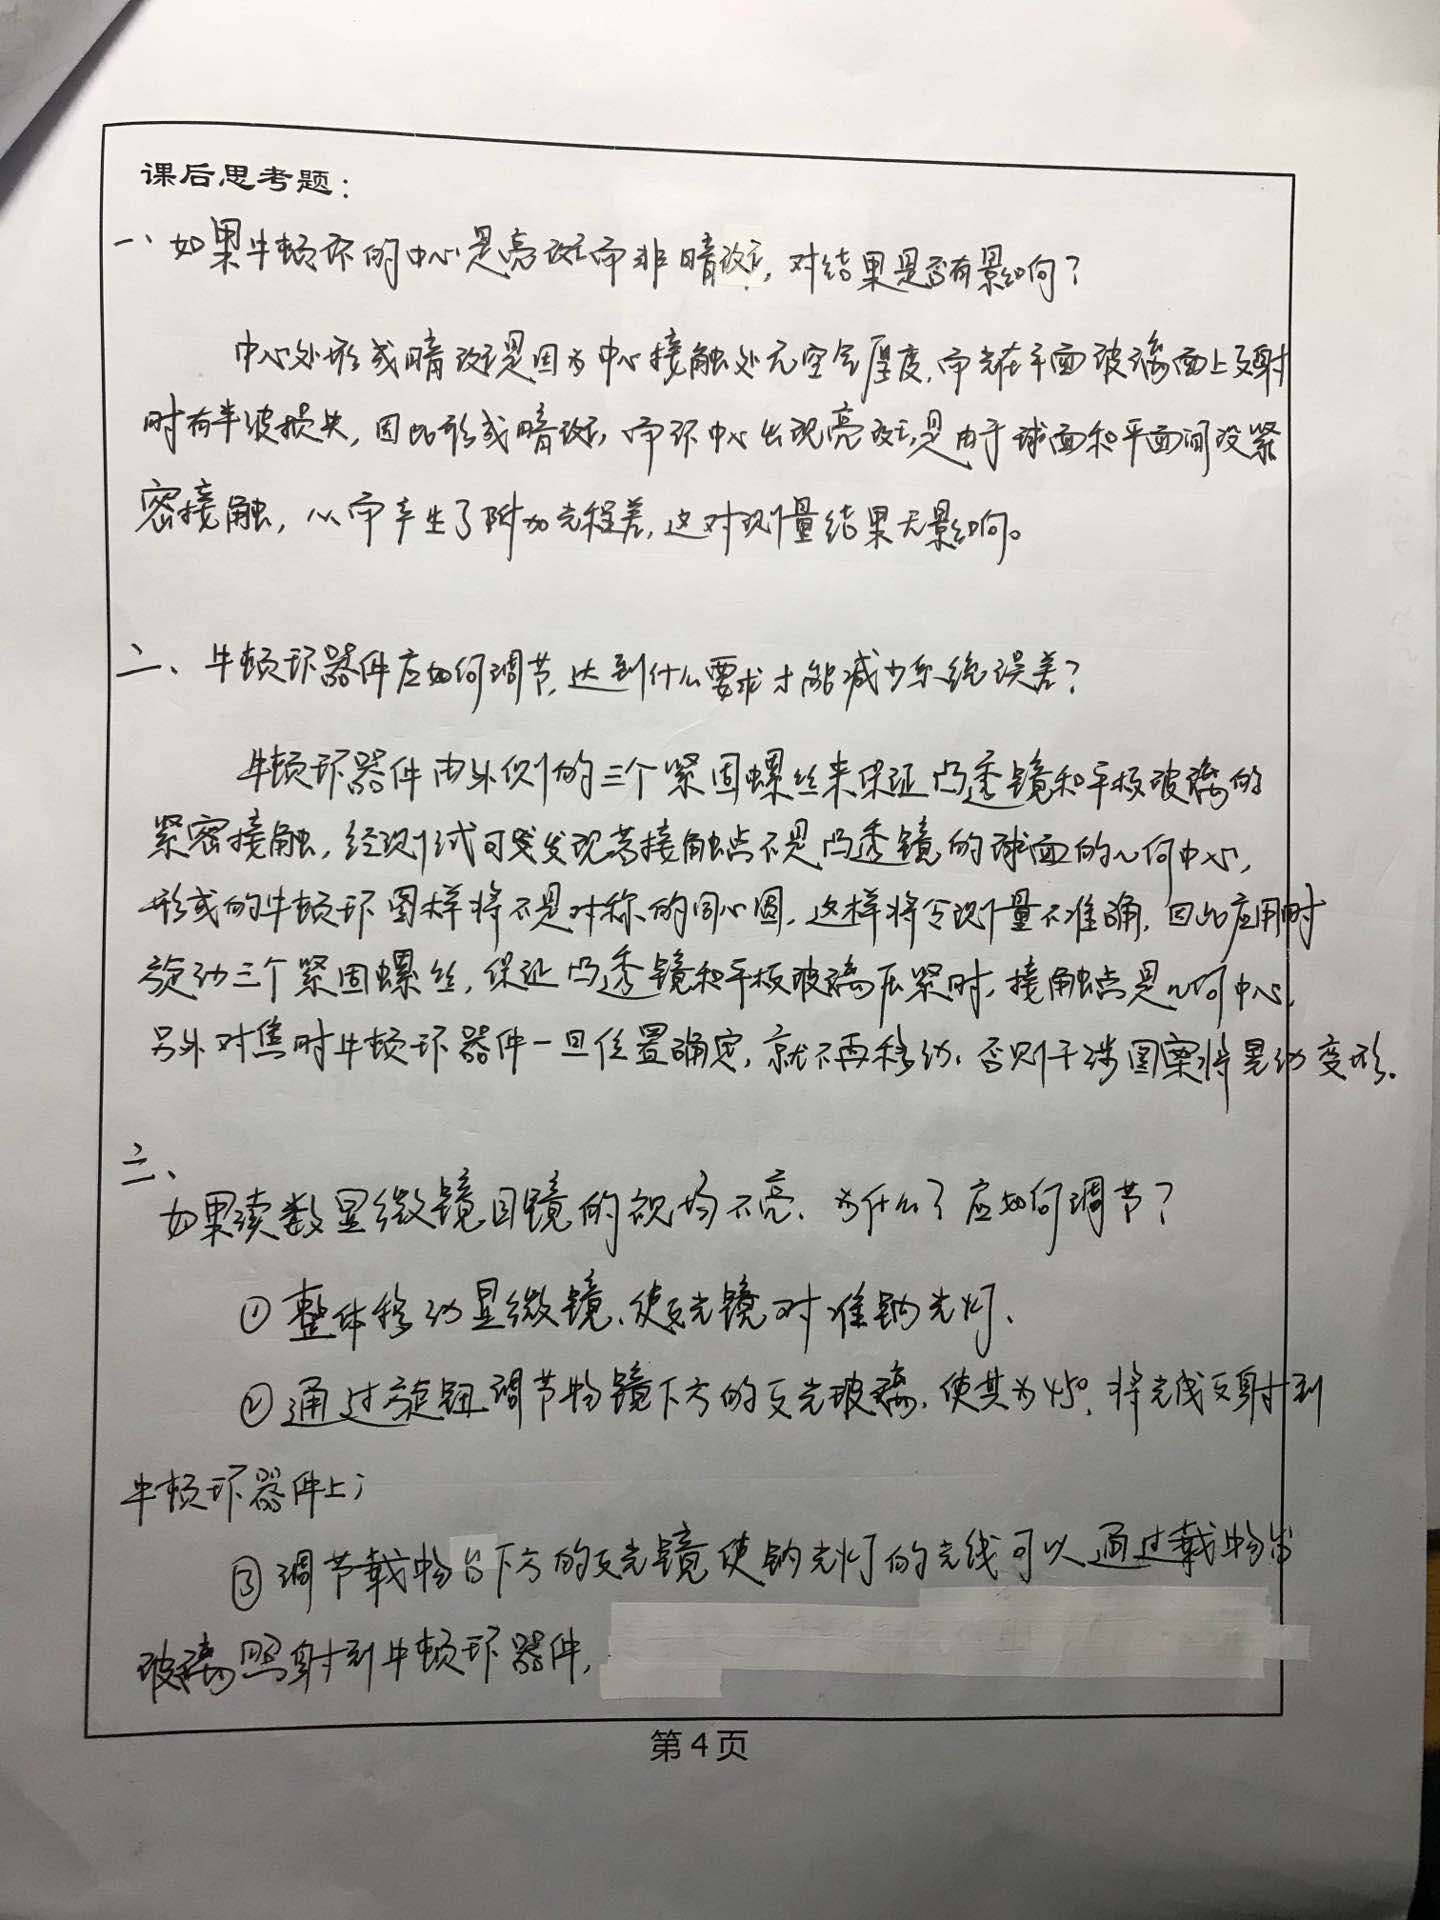 课后思考题：
一、如果牛顿环的中心是亮斑而非暗斑，对结果是否有影响？
中心处形成暗斑是因为中心接触处无空气厚度，而光在平面玻璃面上反射
时有半波损失，因此形成暗斑，而环中心出现亮斑，是由于球面和平面间没紧
密接触，从而产生了附加光程差，这对测量结果无影响。
二、牛顿环器件应如何调节，达到什么要求才能减少系统误差？
牛顿环器件由外侧的三个紧固螺丝来保证凸透镜和平板玻璃的
紧密接触，经测试可发发现若接触点不是凸透镜的球面的几何中心，
形成的牛顿环图样将不是对称的同心圆，这样将令测量不准确，因此应用时
旋动三个紧固螺丝，保证凸透镜和平板玻璃压紧时，接触点是几何中心，
另外对焦时牛顿环器件一旦位置确定，就不再移动，否则干涉图案将晃动变形．
三、
如果读数显微镜目镜的视场不亮、为什么？应如何调节？
①整体移动显微镜、使反光镜对准钠光灯．
②通过旋钮调节物镜下方的反光玻璃，使其为45°，将光线反射到
牛顿环器件上；
③调节载物台下方的反光镜使钠光灯的光线可以通过载物台
玻璃照射到牛顿环器件，
第4页